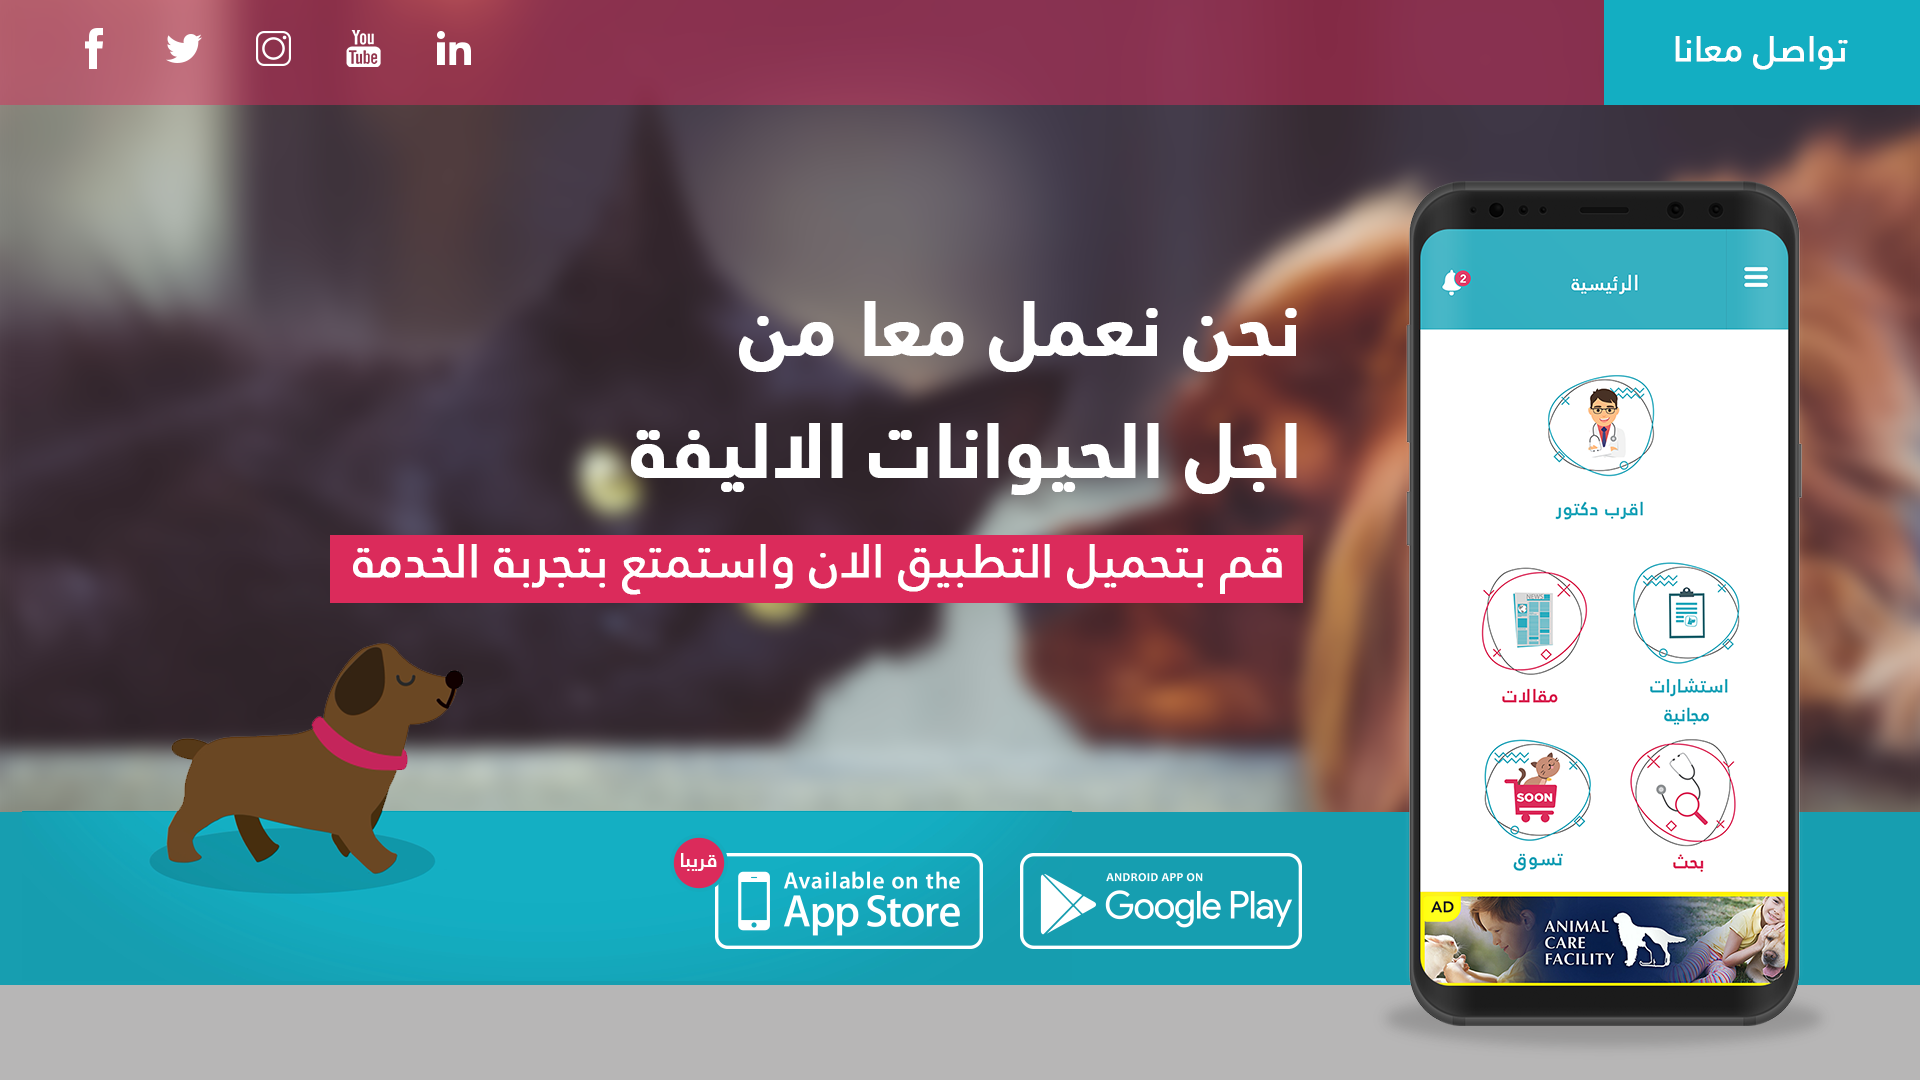 تواصل معانا
You
Tube
in
نحن نعمل معا من
اجل الحيوانات الاليفة
قم بتحميل التطبيق الان واستمتع بتجربة الخدمة
ANDROID APP ON
Google Play
قريبا
Available on the
App Store
الرئيسية
2
اقرب دكتور
استشارات
مجانية
NEWS
مقالات
بحث
SOON
تسوق
AD
ANIMAL
CARE
FACILITY